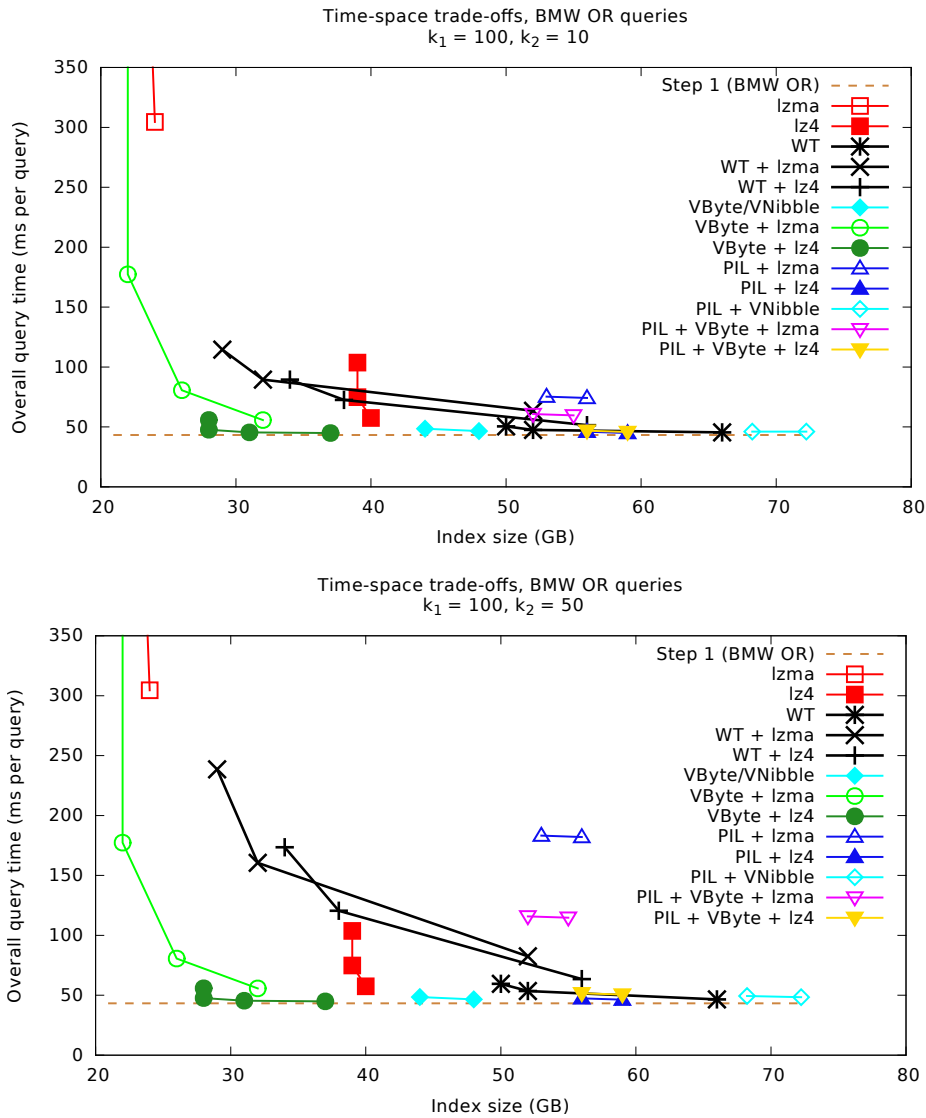 Time-space trade-offs, BMW OR queries
k₁ = 100, k₂ = 10
350
300
250
200
150
100
50
0
Overall query time (ms per query)
Step 1 (BMW OR)
lzma
lz4
WT
WT + lzma
WT + lz4
VByte/VNibble
VByte + lzma
VByte + lz4
PIL + lzma
PIL + lz4
PIL + VNibble
PIL + VByte + lzma
PIL + VByte + lz4
20 30 40 50 60 70 80
Index size (GB)
Time-space trade-offs, BMW OR queries
k₁ = 100, k₂ = 50
350
300
250
200
150
100
50
0
Overall query time (ms per query)
Step 1 (BMW OR)
lzma
lz4
WT
WT + lzma
WT + lz4
VByte/VNibble
VByte + lzma
VByte + lz4
PIL + lzma
PIL + lz4
PIL + VNibble
PIL + VByte + lzma
PIL + VByte + lz4
20 30 40 50 60 70 80
Index size (GB)